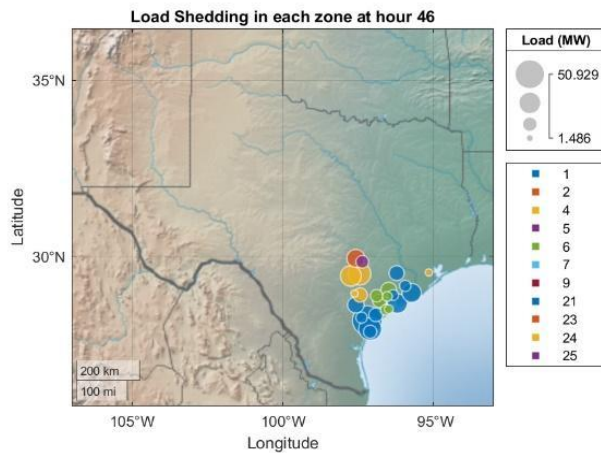 Load Shedding in each zone at hour 46
35°N
30°N
Latitude
200 km
100 mi
105°W
100°W
95°W
Longitude
Load (MW)
50.929
1.486
1
2
4
5
6
7
9
21
23
24
25